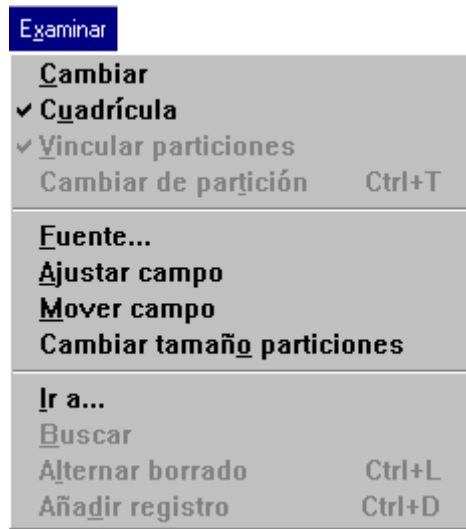 Examinar
Cambiar
Cuadrícula
Vincular particiones
Cambiar de partición Ctrl+T
Fuente...
Ajustar campo
Mover campo
Cambiar tamaño particiones
Ir a...
Buscar
Alternar borrado Ctrl+L
Añadir registro Ctrl+D